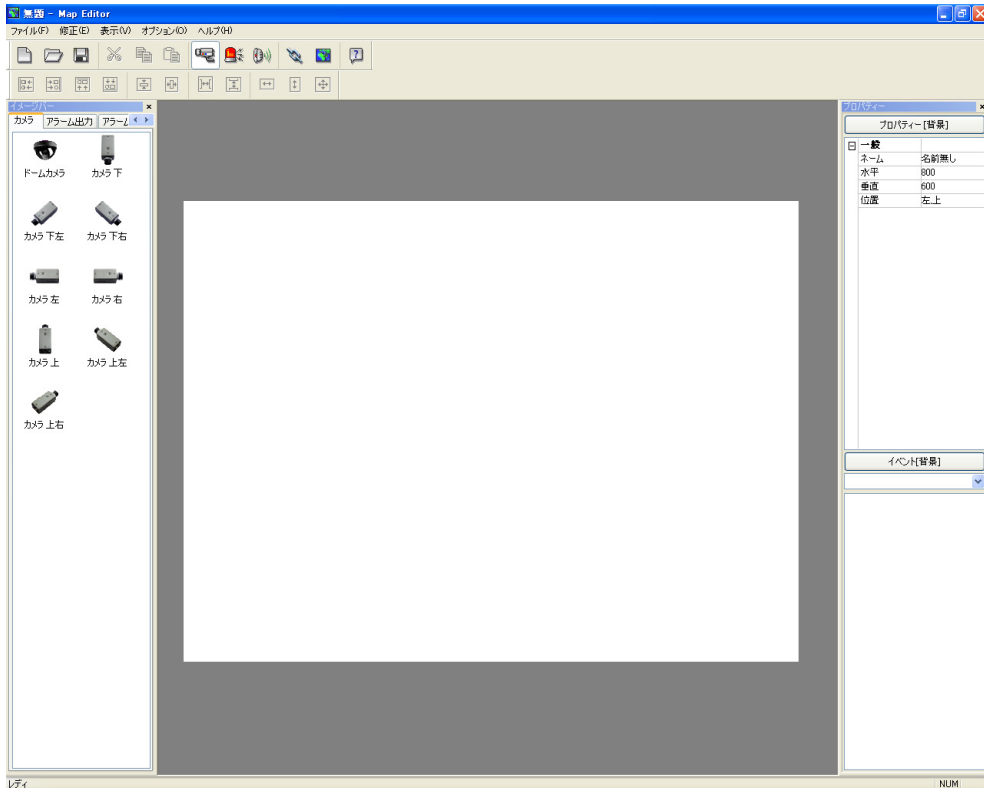 無題 - Map Editor
ファイル(F) 修正(E) 表示(V) オプション(O) ヘルプ(H)
イメージバー
カメラ アラーム出力 アラーム
ドームカメラ カメラ 下
カメラ 下左 カメラ 下右
カメラ 左 カメラ 右
カメラ 上 カメラ 上左
カメラ 上右
プロパティー
プロパティー [背景]
一般
ネーム 名前無し
水平 800
垂直 600
位置 左上
イベント[背景]
レディ
NUM